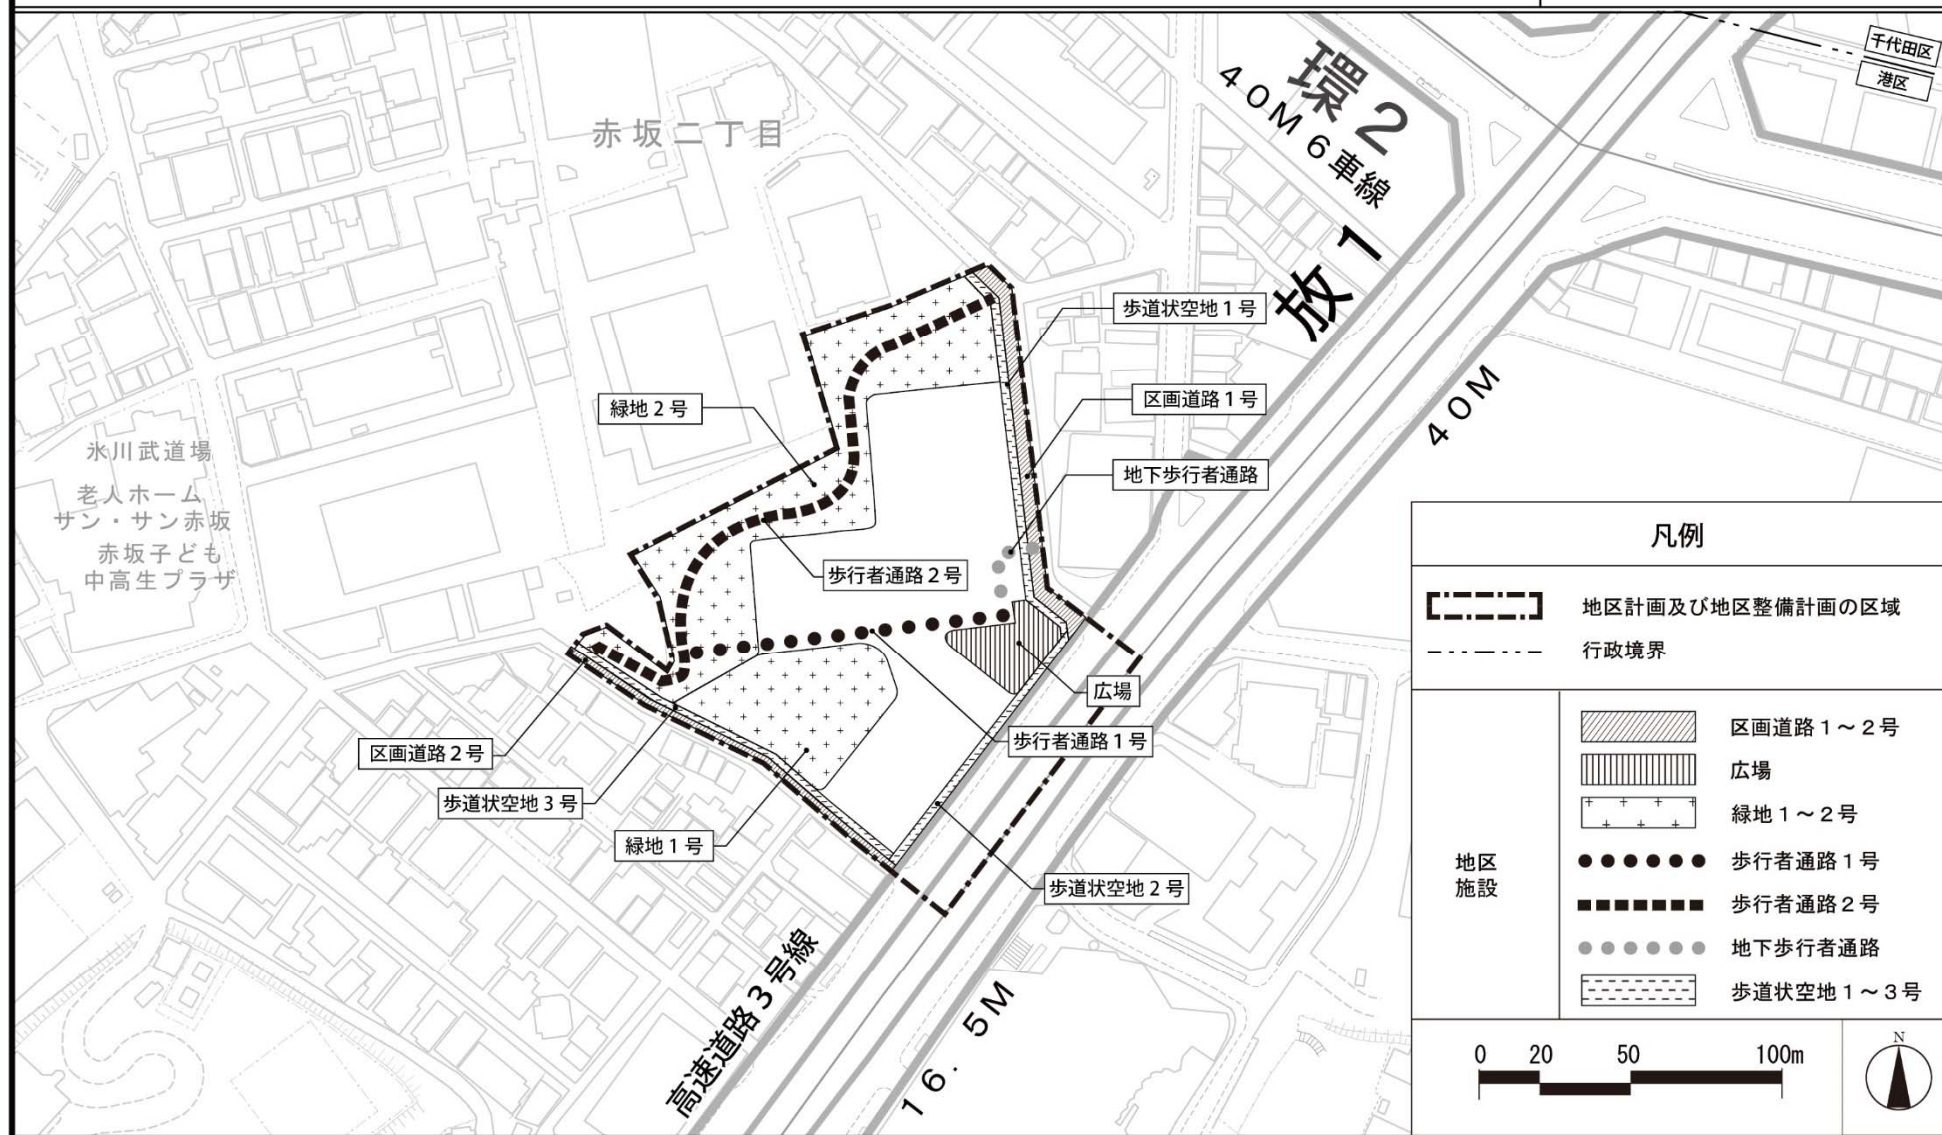 千代田区
港区
環2
40M6車線
赤坂二丁目
放1
歩道状空地1号
区画道路1号
緑地2号
40M
地下歩行者通路
氷川武道場
老人ホーム
サン・サン赤坂
赤坂子ども
中高生プラザ
歩行者通路2号
広場
歩行者通路1号
区画道路2号
歩道状空地3号
緑地1号
歩道状空地2号
高速道路3号線
16.5M
凡例
地区計画及び地区整備計画の区域
行政境界
地区
施設
区画道路1～2号
広場
緑地1～2号
歩行者通路1号
歩行者通路2号
地下歩行者通路
歩道状空地1～3号
0 20 50 100m
N